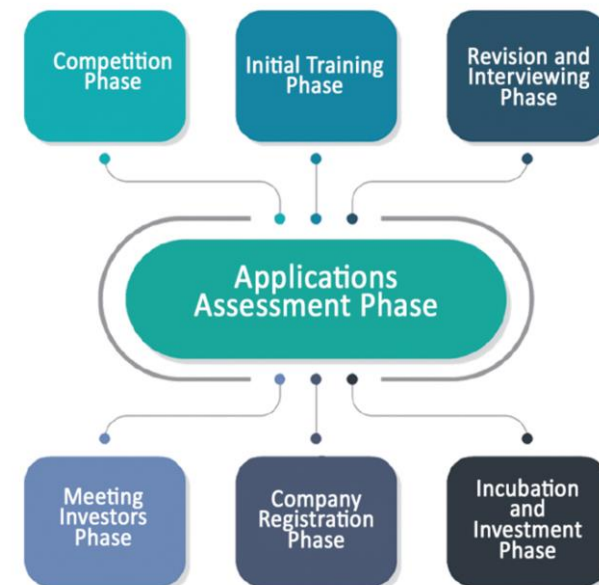 Competition
Phase
Initial Training
Phase
Revision and
Interviewing
Phase
Applications
Assessment Phase
Meeting
Investors
Phase
Company
Registration
Phase
Incubation
and
Investment
Phase